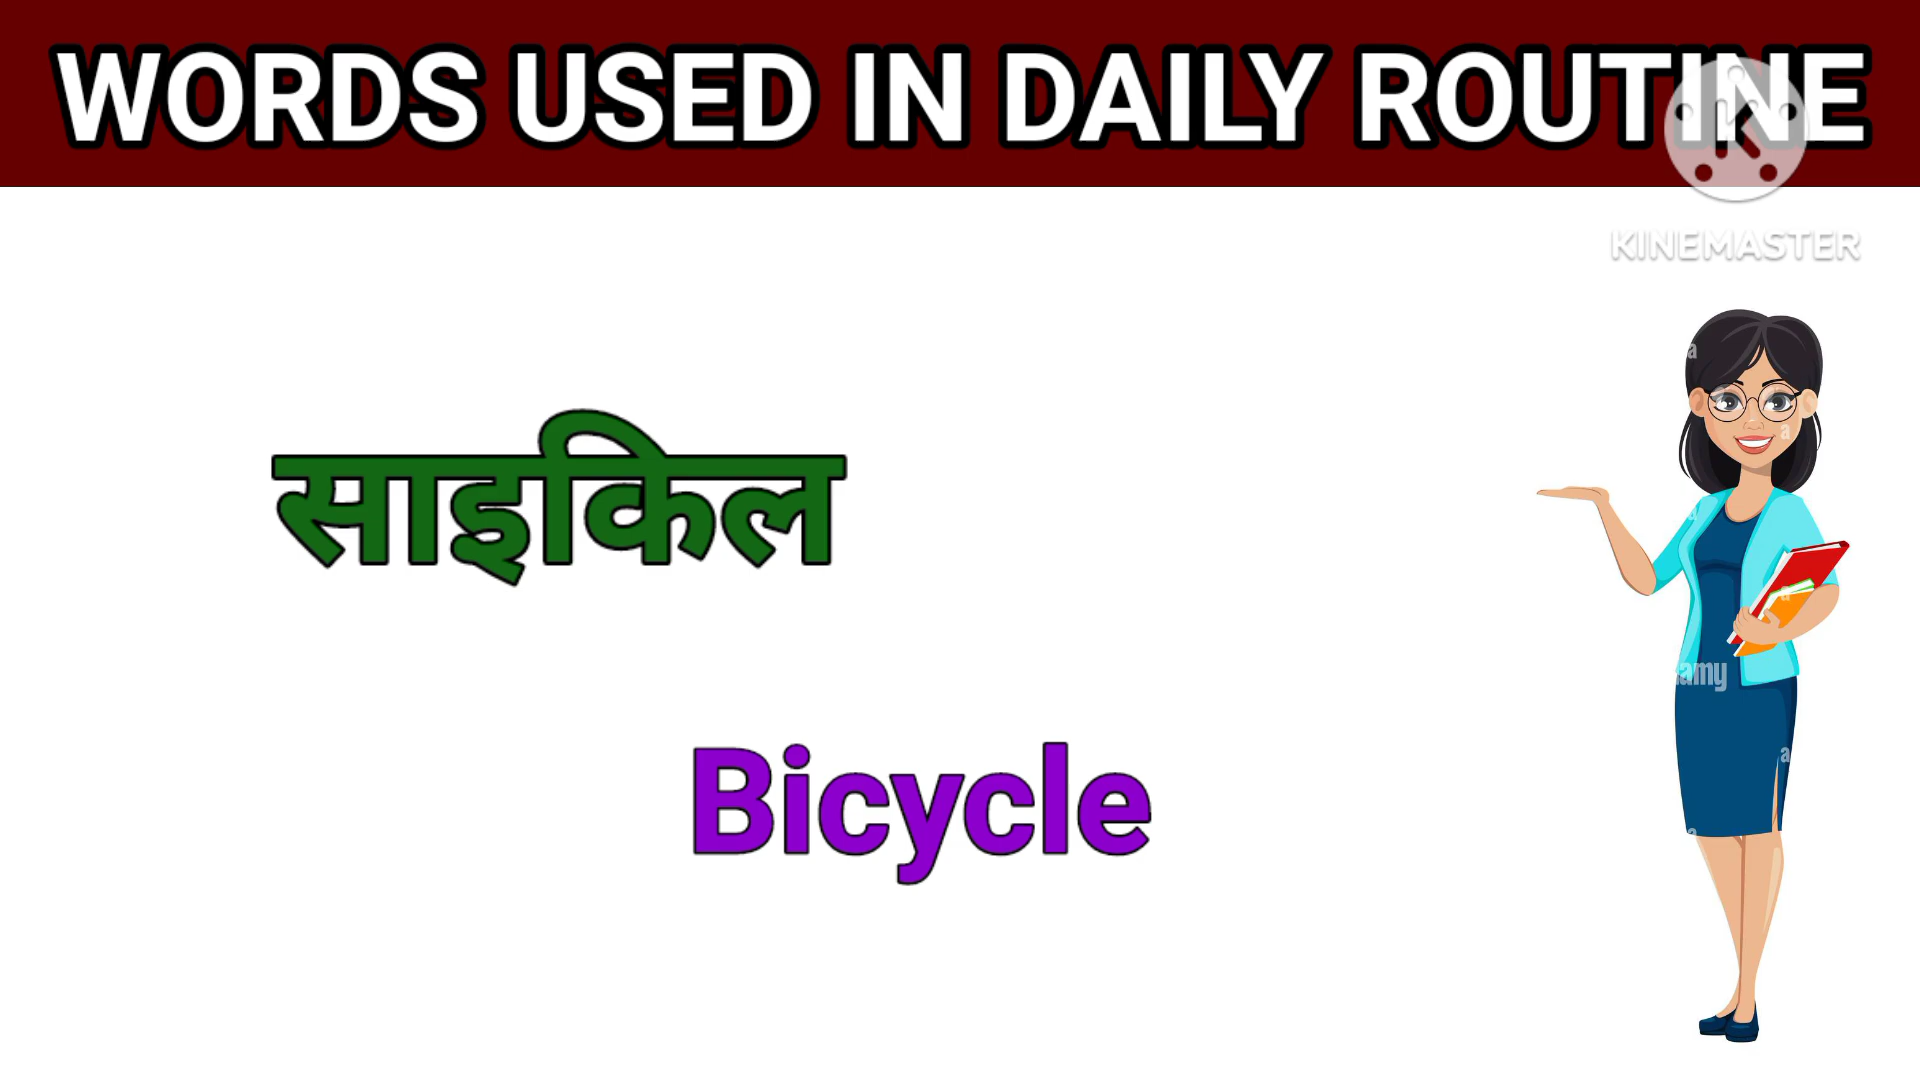 WORDS USED IN DAILY ROUTINE
KINEMASTER
साइकिल
Bicycle